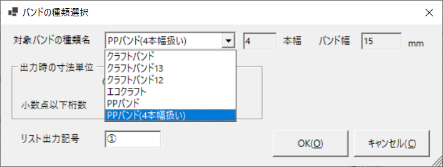 バンドの種類選択
対象バンドの種類名 PPバンド(4本幅扱い) 4 本幅 バンド幅 15 mm
クラフトバンド
クラフトバンド13
クラフトバンド12
エコクラフト
PPバンド
PPバンド(4本幅扱い)
出力時の寸法単位
小数点以下桁数
リスト出力記号 ①
OK(O) キャンセル(C)